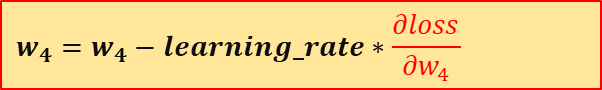 w₄ = w₄ − learning_rate * ∂loss/∂w₄